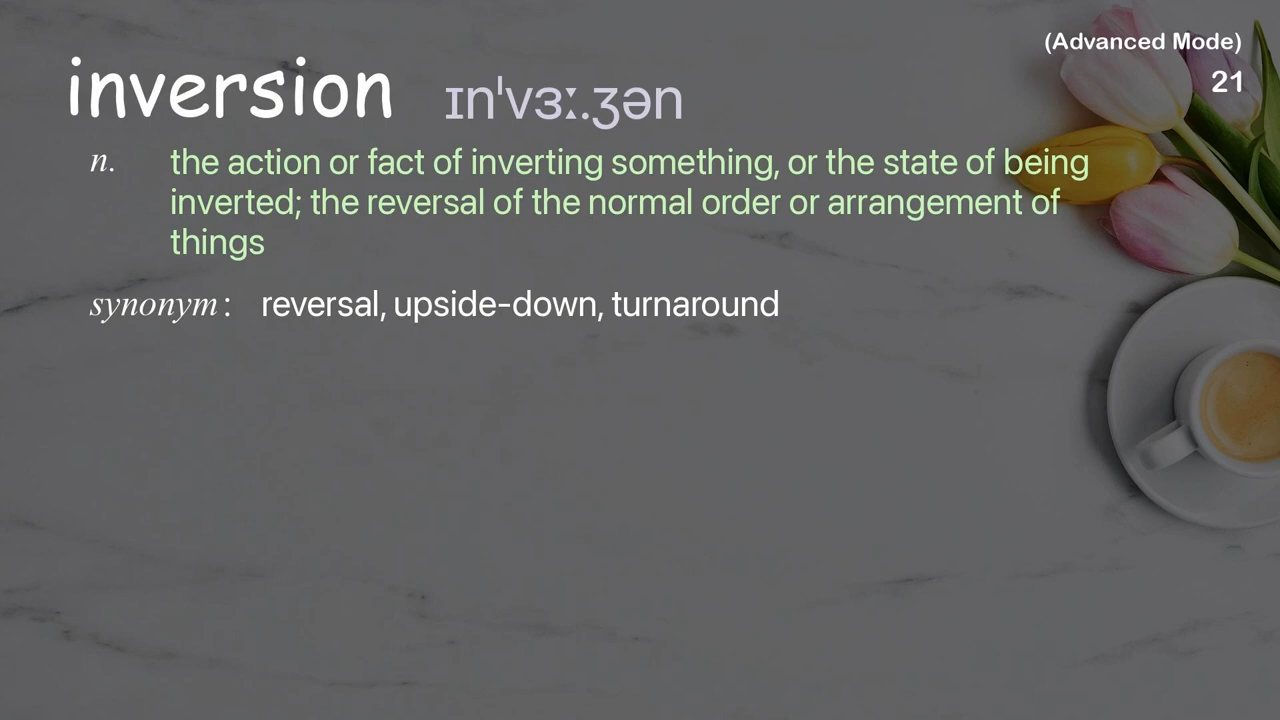 (Advanced Mode)
21
inversion ɪnˈvɜː.ʒən
n. the action or fact of inverting something, or the state of being
inverted; the reversal of the normal order or arrangement of
things
synonym: reversal, upside-down, turnaround